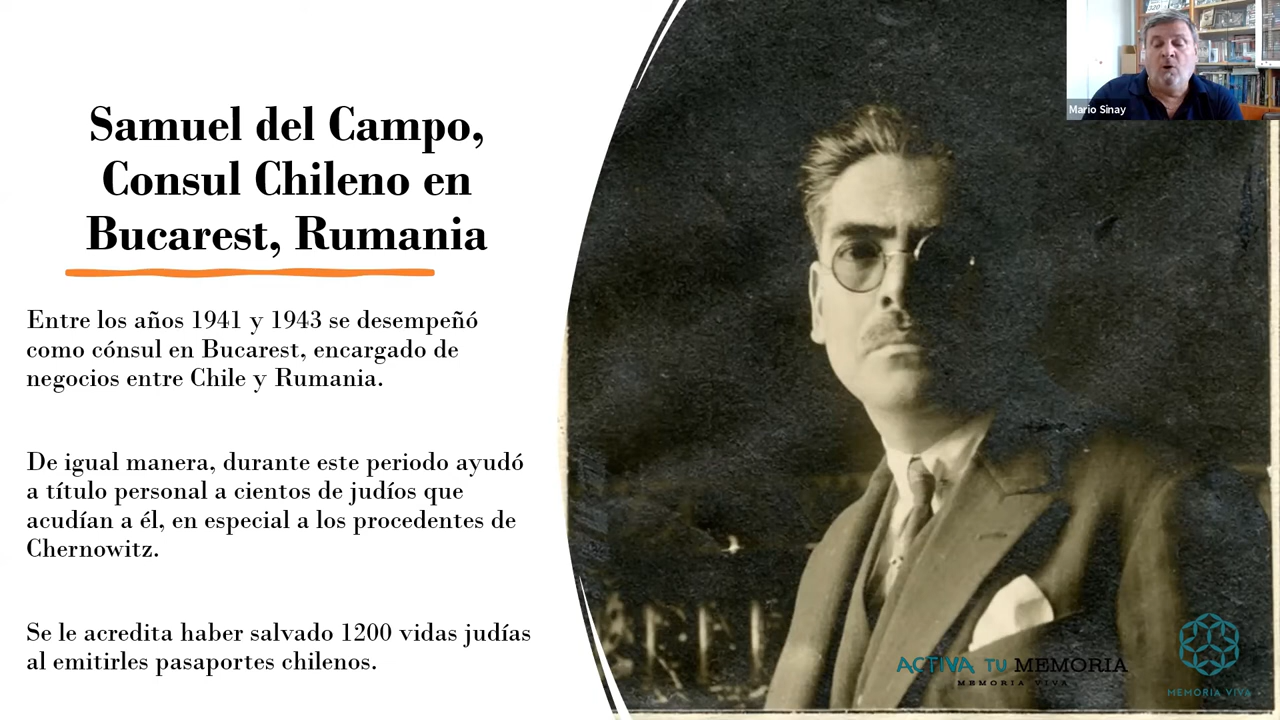 Samuel del Campo,
Consul Chileno en
Bucarest, Rumania
Entre los años 1941 y 1943 se desempeñó
como cónsul en Bucarest, encargado de
negocios entre Chile y Rumania.
De igual manera, durante este periodo ayudó
a título personal a cientos de judíos que
acudían a él, en especial a los procedentes de
Chernowitz.
Se le acredita haber salvado 1200 vidas judías
al emitirles pasaportes chilenos.
Mario Sinay
ACTIVA TU MEMORIA
MEMORIA VIVA
MEMORIA VIVA